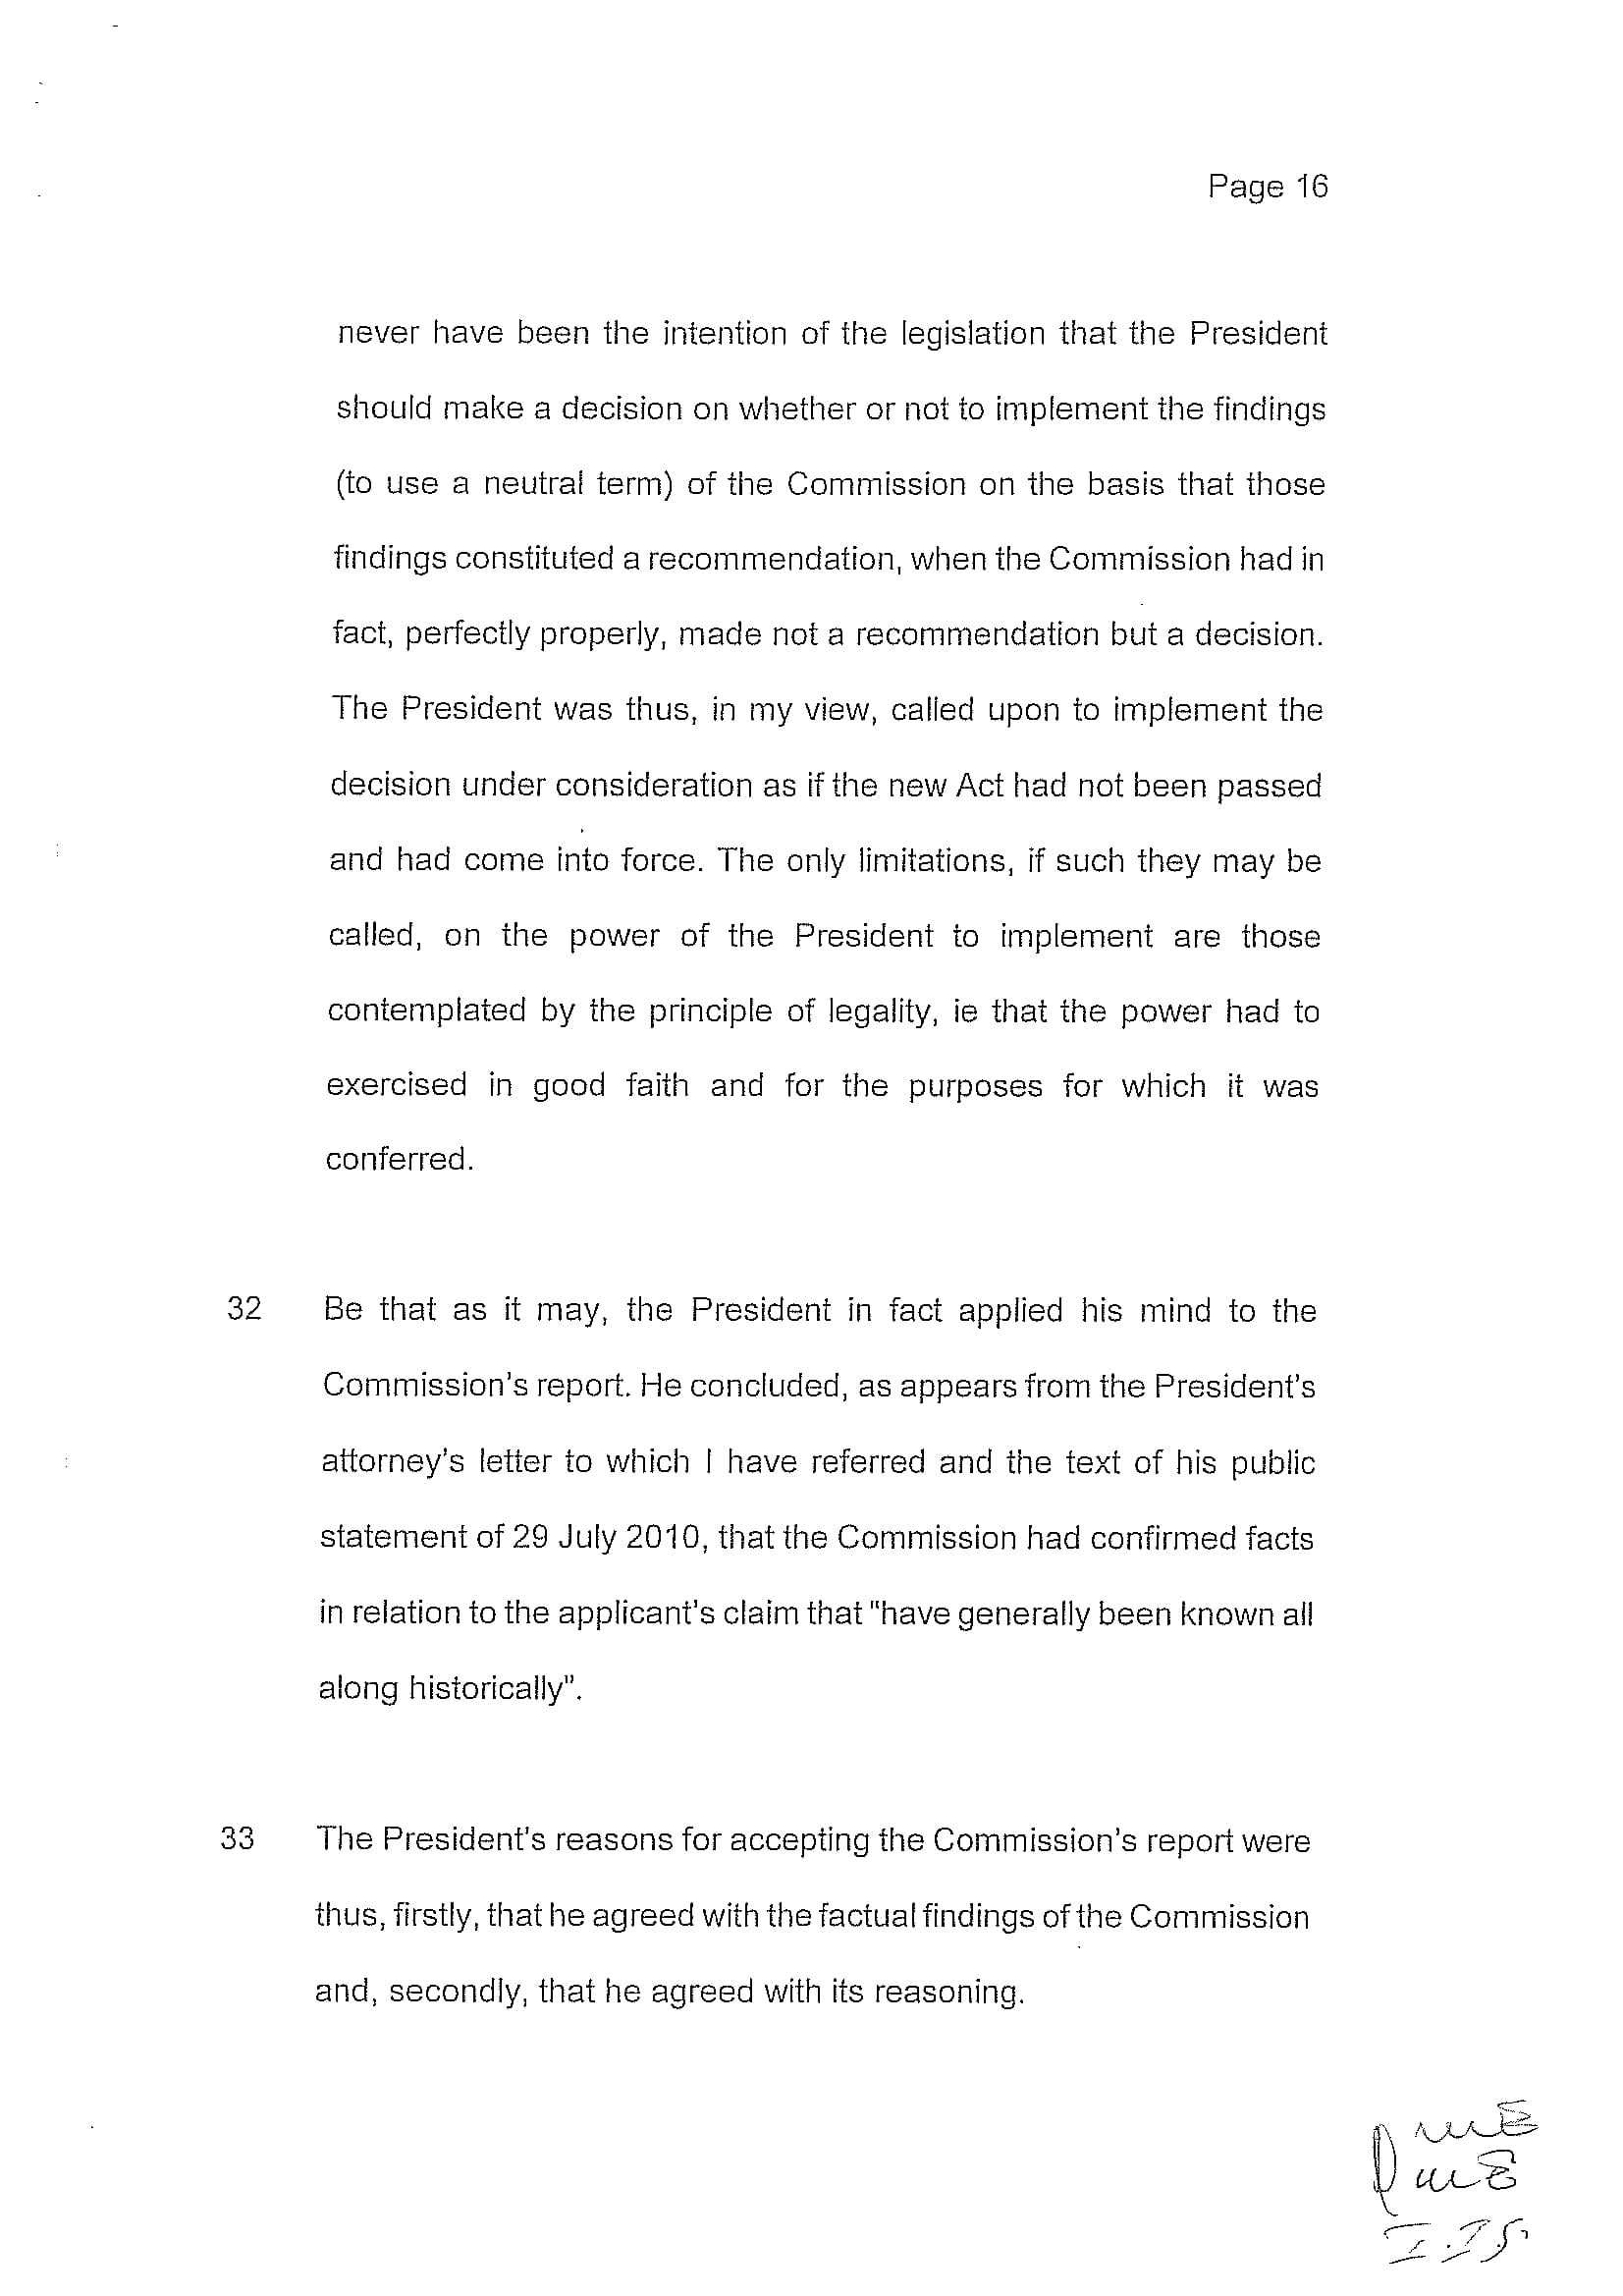 Page 16
never have been the intention of the legislation that the President
should make a decision on whether or not to implement the findings
(to use a neutral term) of the Commission on the basis that those
findings constituted a recommendation, when the Commission had in
fact, perfectly properly, made not a recommendation but a decision.
The President was thus, in my view, called upon to implement the
decision under consideration as if the new Act had not been passed
and had come into force. The only limitations, if such they may be
called, on the power of the President to implement are those
contemplated by the principle of legality, ie that the power had to
exercised in good faith and for the purposes for which it was
conferred.
32 Be that as it may, the President in fact applied his mind to the
Commission's report. He concluded, as appears from the President's
attorney's letter to which I have referred and the text of his public
statement of 29 July 2010, that the Commission had confirmed facts
in relation to the applicant's claim that "have generally been known all
along historically".
33 The President's reasons for accepting the Commission's report were
thus, firstly, that he agreed with the factual findings of the Commission
and, secondly, that he agreed with its reasoning.